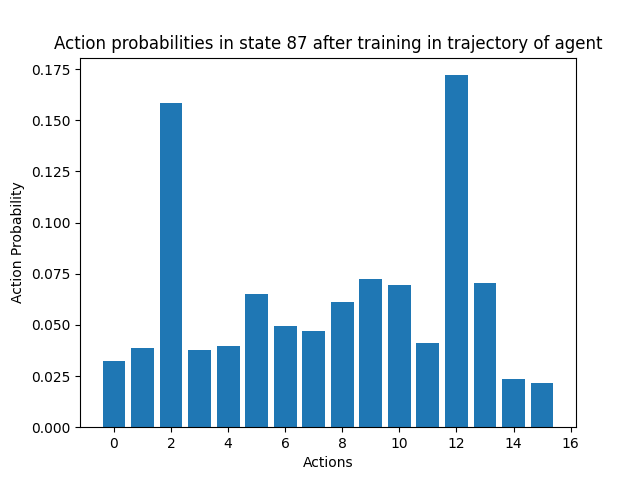 Action probabilities in state 87 after training in trajectory of agent
0.175
0.150
0.125
0.100
0.075
0.050
0.025
0.000
Action Probability
0 2 4 6 8 10 12 14 16
Actions